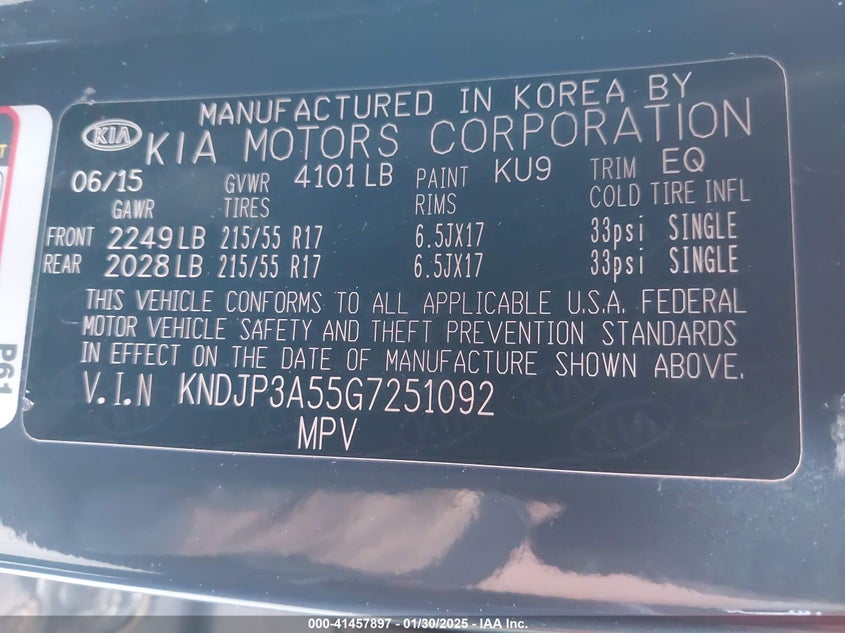 MANUFACTURED IN KOREA BY
KIA KIA MOTORS CORPORATION
06/15 GVWR 4101 LB PAINT KU9 TRIM EQ
GAWR TIRES RIMS COLD TIRE INFL
FRONT 2249 LB 215/55 R17 6.5JX17 33psi SINGLE
REAR 2028 LB 215/55 R17 6.5JX17 33psi SINGLE
THIS VEHICLE CONFORMS TO ALL APPLICABLE U.S.A. FEDERAL
MOTOR VEHICLE SAFETY AND THEFT PREVENTION STANDARDS
IN EFFECT ON THE DATE OF MANUFACTURE SHOWN ABOVE.
V.I.N KNDJP3A55G7251092
MPV
KIA
P61
000-41457897 - 01/30/2025 - IAA Inc.